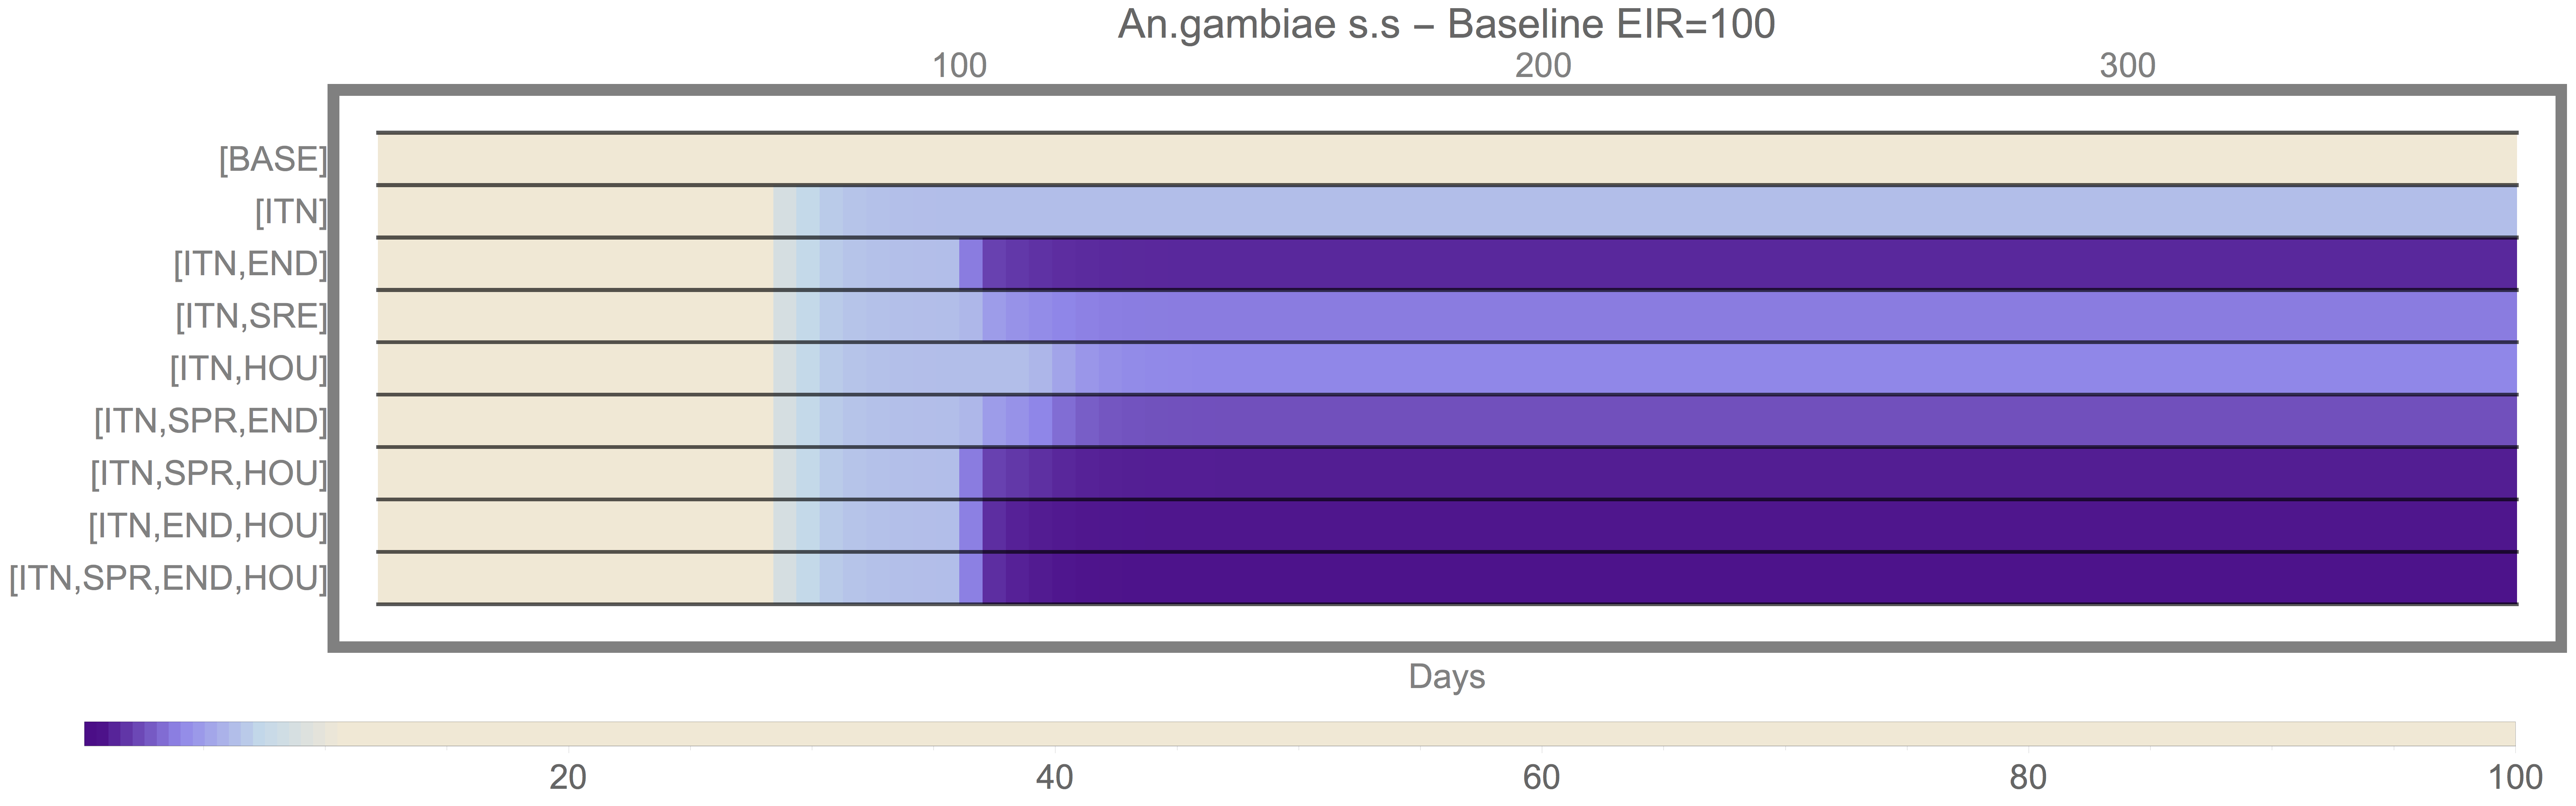 An.gambiae s.s – Baseline EIR=100
100 200 300
[BASE]
[ITN]
[ITN,END]
[ITN,SRE]
[ITN,HOU]
[ITN,SPR,END]
[ITN,SPR,HOU]
[ITN,END,HOU]
[ITN,SPR,END,HOU]
Days
20 40 60 80 100